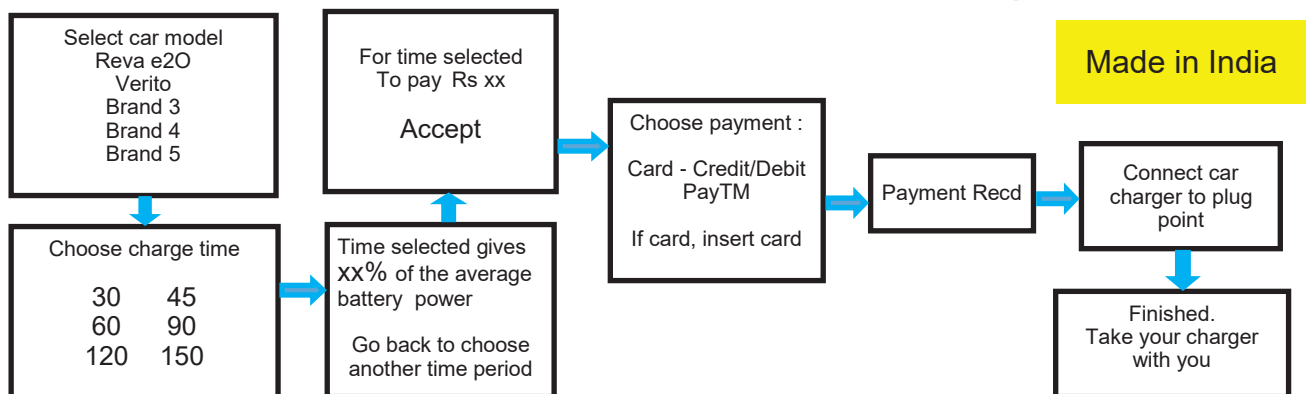 Select car model
Reva e2O
Verito
Brand 3
Brand 4
Brand 5
Choose charge time
30 45
60 90
120 150
Time selected gives
xx% of the average
battery power
Go back to choose
another time period
For time selected
To pay Rs xx
Accept
Choose payment :
Card - Credit/Debit
PayTM
If card, insert card
Payment Recd
Connect car
charger to plug
point
Finished.
Take your charger
with you
Made in India